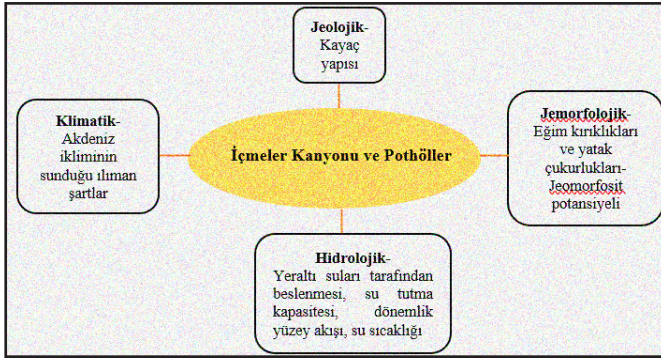 Jeolojik-
Kayaç
yapısı
Klimatik-
Akdeniz
ikliminin
sunduğu ılıman
şartlar
İçmeler Kanyonu ve Pothöller
Jemorfolojik-
Eğim kırıklıkları
ve yatak
çukurlukları-
Jeomorfosit
potansiyeli
Hidrolojik-
Yeraltı suları tarafından
beslenmesi, su tutma
kapasitesi, dönemlik
yüzey akışı, su sıcaklığı